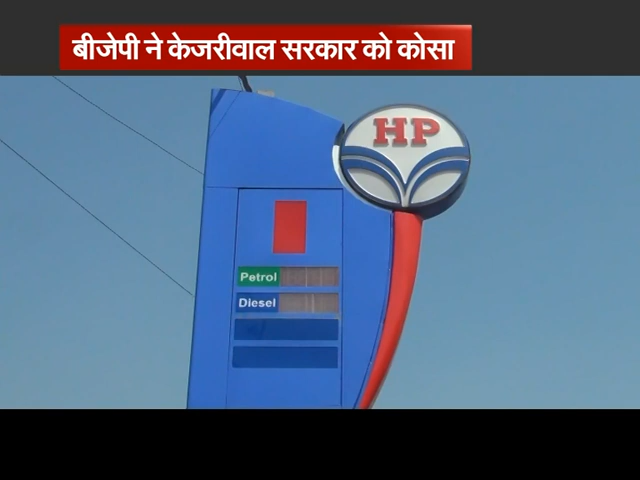 बीजेपी ने केजरीवाल सरकार को कोसा
HP
Petrol
Diesel